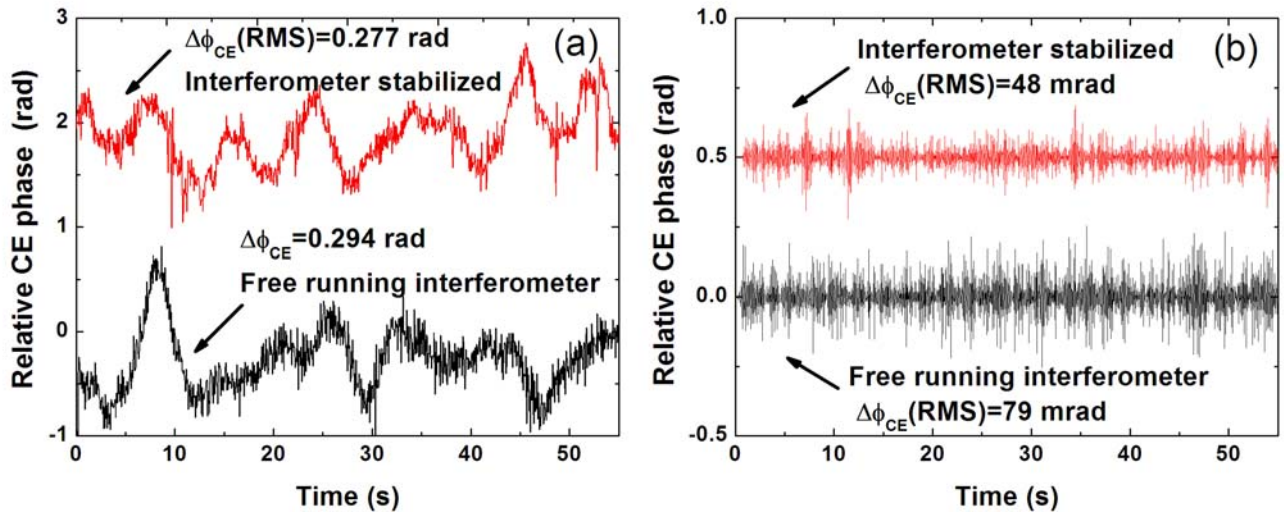 (a)
ΔϕCE(RMS)=0.277 rad
Interferometer stabilized
ΔϕCE=0.294 rad
Free running interferometer
Relative CE phase (rad)
3
2
1
0
-1
0 10 20 30 40 50
Time (s)
(b)
Interferometer stabilized
ΔϕCE(RMS)=48 mrad
Free running interferometer
ΔϕCE(RMS)=79 mrad
Relative CE phase (rad)
1.0
0.5
0.0
-0.5
0 10 20 30 40 50
Time (s)